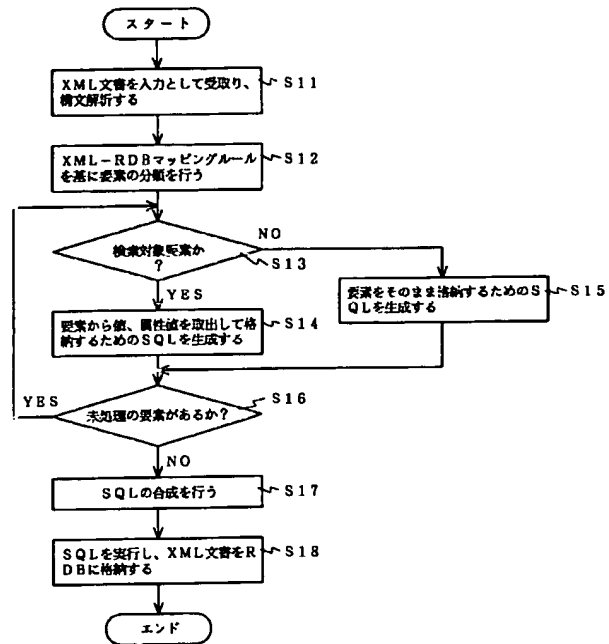 スタート
XML文書を入力として受取り、
構文解析する
S11
XML-RDBマッピングルール
を基に要素の分類を行う
S12
検索対象要素か
?
NO
S13
YES
要素から値、属性値を取出して格
納するためのSQLを生成する
S14
要素をそのまま格納するためのS
QLを生成する
S15
YES
未処理の要素があるか?
S16
NO
SQLの合成を行う
S17
SQLを実行し、XML文書をR
DBに格納する
S18
エンド